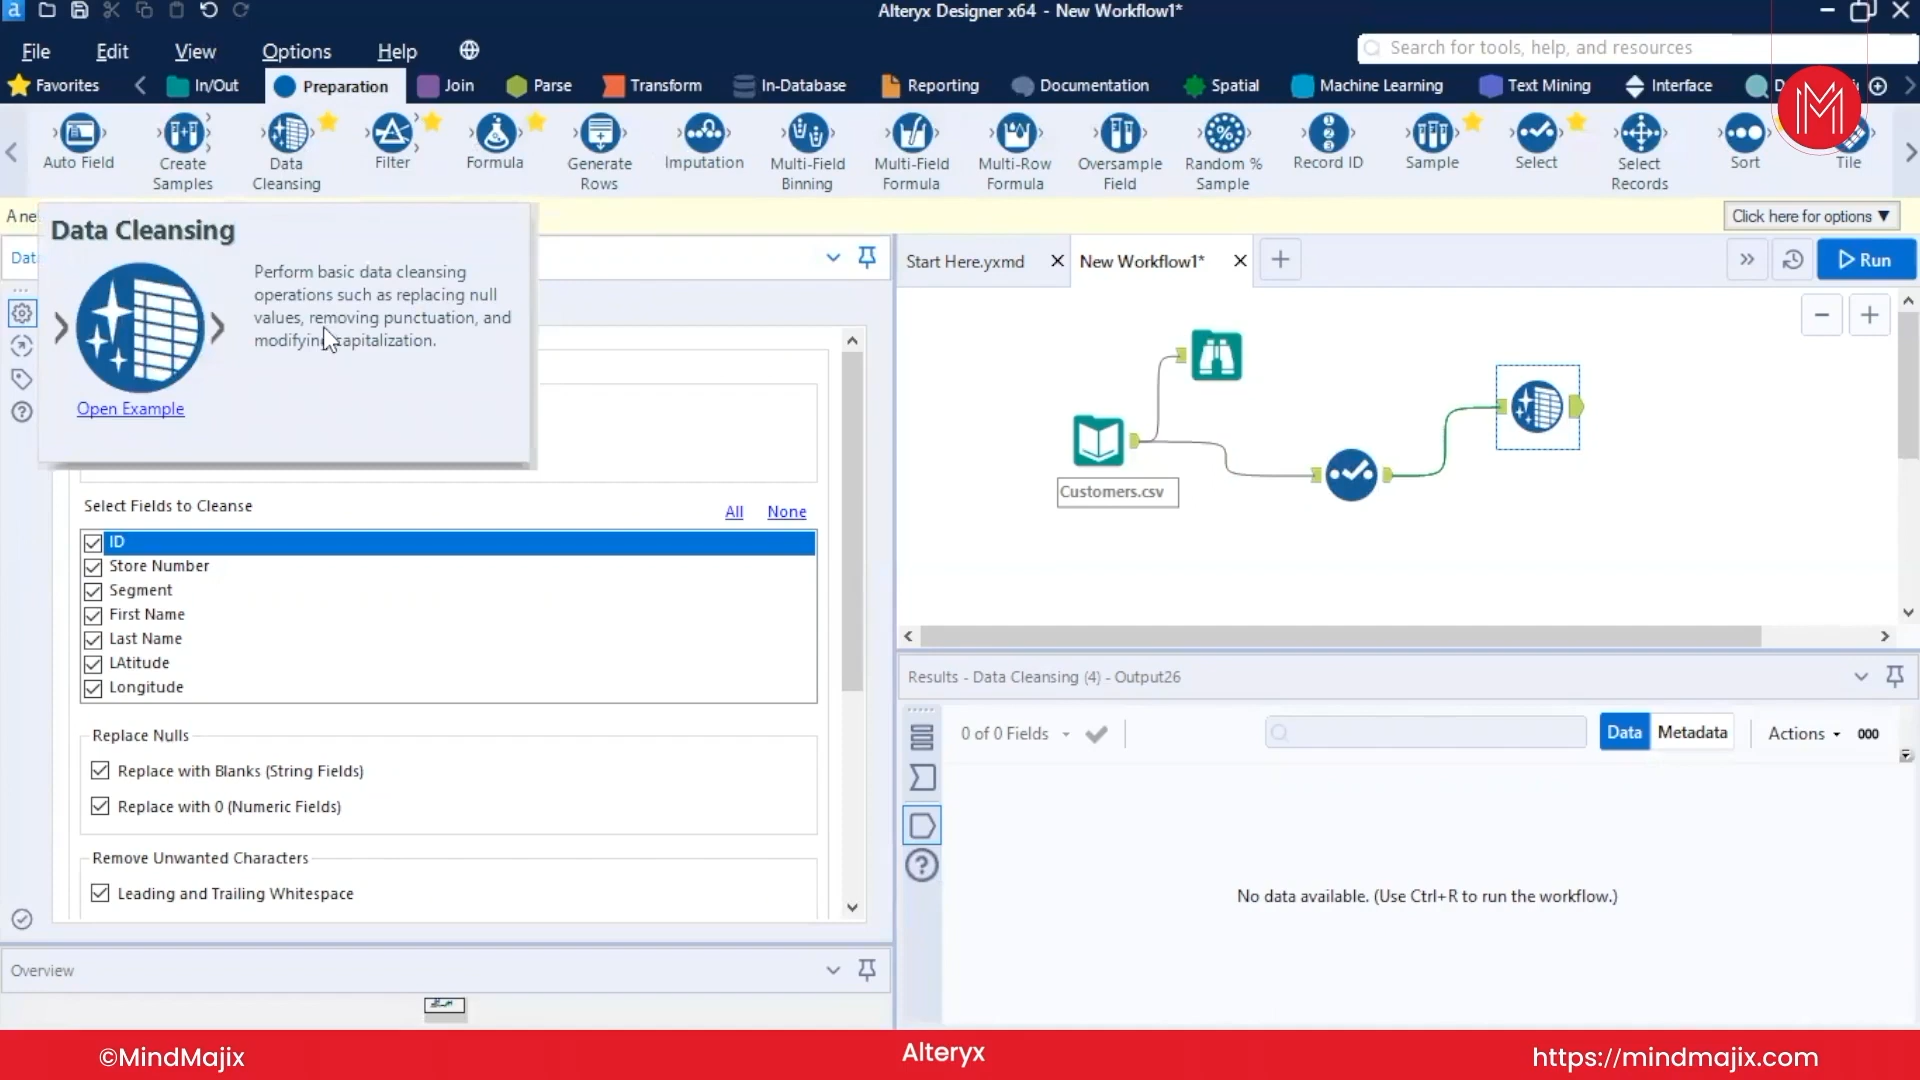 Alteryx Designer x64 - New Workflow1*
File Edit View Options Help
Search for tools, help, and resources
Favorites In/Out Preparation Join Parse Transform In-Database Reporting Documentation Spatial Machine Learning Text Mining Interface
Auto Field
Create Samples
Data Cleansing
Filter
Formula
Generate Rows
Imputation
Multi-Field Binning
Multi-Field Formula
Multi-Row Formula
Oversample Field
Random % Sample
Record ID
Sample
Select
Select Records
Sort
Tile
A ne
Click here for options ▼
Data Cleansing
Perform basic data cleansing
operations such as replacing null
values, removing punctuation, and
modifying capitalization.
Open Example
Start Here.yxmd
New Workflow1*
Run
Customers.csv
Select Fields to Cleanse
All None
ID
Store Number
Segment
First Name
Last Name
LAtitude
Longitude
Replace Nulls
Replace with Blanks (String Fields)
Replace with 0 (Numeric Fields)
Remove Unwanted Characters
Leading and Trailing Whitespace
Overview
Results - Data Cleansing (4) - Output26
0 of 0 Fields
Data Metadata
Actions
000
No data available. (Use Ctrl+R to run the workflow.)
©MindMajix
Alteryx
https://mindmajix.com